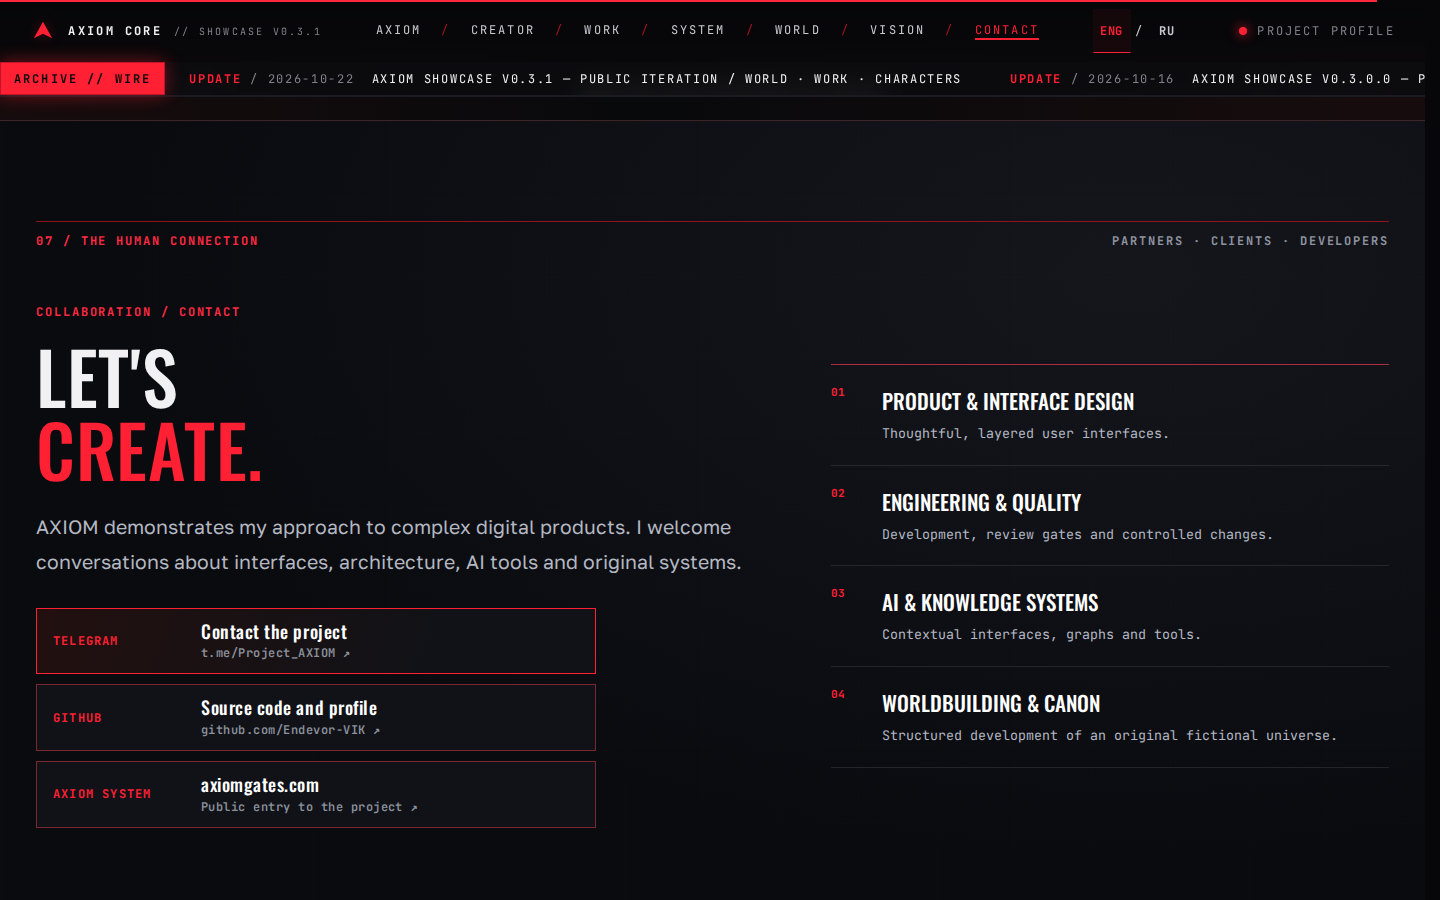 AXIOM CORE // SHOWCASE V0.3.1
AXIOM / CREATOR / WORK / SYSTEM / WORLD / VISION / CONTACT
ENG / RU
PROJECT PROFILE
ARCHIVE // WIRE
UPDATE / 2026-10-22 AXIOM SHOWCASE V0.3.1 — PUBLIC ITERATION / WORLD · WORK · CHARACTERS
UPDATE / 2026-10-16 AXIOM SHOWCASE V0.3.0.0 — P
07 / THE HUMAN CONNECTION
PARTNERS · CLIENTS · DEVELOPERS
COLLABORATION / CONTACT
LET'S
CREATE.
AXIOM demonstrates my approach to complex digital products. I welcome
conversations about interfaces, architecture, AI tools and original systems.
TELEGRAM
Contact the project
t.me/Project_AXIOM ↗
GITHUB
Source code and profile
github.com/Endevor-VIK ↗
AXIOM SYSTEM
axiomgates.com
Public entry to the project ↗
01
PRODUCT & INTERFACE DESIGN
Thoughtful, layered user interfaces.
02
ENGINEERING & QUALITY
Development, review gates and controlled changes.
03
AI & KNOWLEDGE SYSTEMS
Contextual interfaces, graphs and tools.
04
WORLDBUILDING & CANON
Structured development of an original fictional universe.